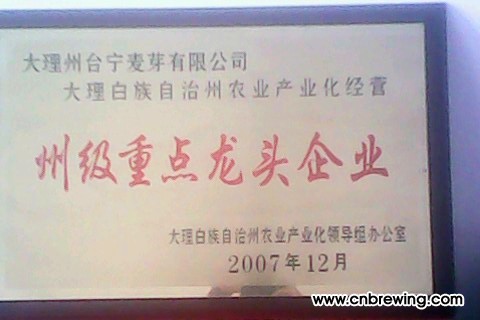 大理州台宁麦芽有限公司
大理白族自治州农业产业化经营
州级重点龙头企业
大理白族自治州农业产业化领导组办公室
2007年12月
www.cnbrewing.com